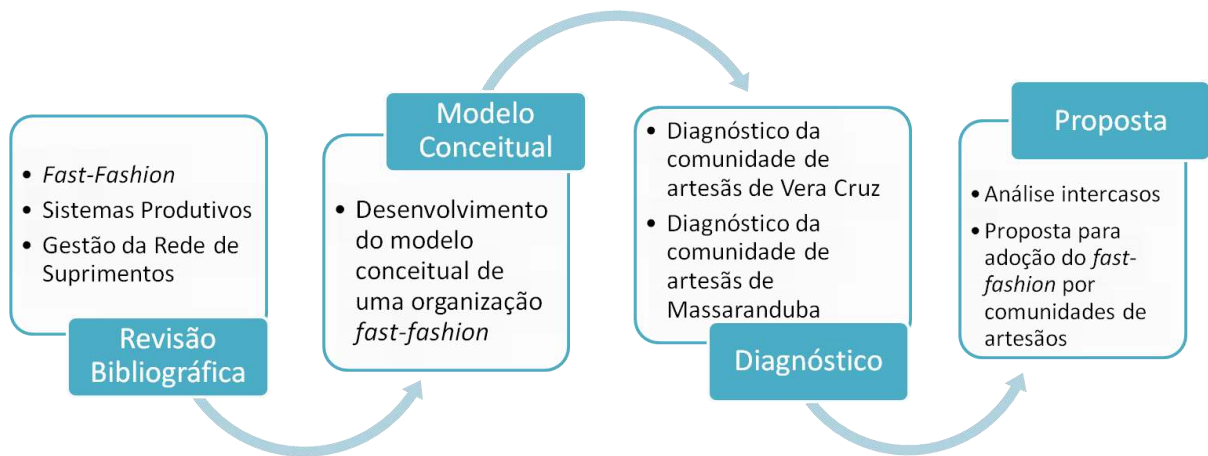 • Fast-Fashion
• Sistemas Produtivos
• Gestão da Rede de
Suprimentos
Revisão
Bibliográfica
Modelo
Conceitual
• Desenvolvimento
do modelo
conceitual de
uma organização
fast-fashion
• Diagnóstico da
comunidade de
artesãs de Vera Cruz
• Diagnóstico da
comunidade de
artesãs de
Massaranduba
Diagnóstico
Proposta
• Análise intercasos
• Proposta para
adoção do fast-
fashion por
comunidades de
artesãos